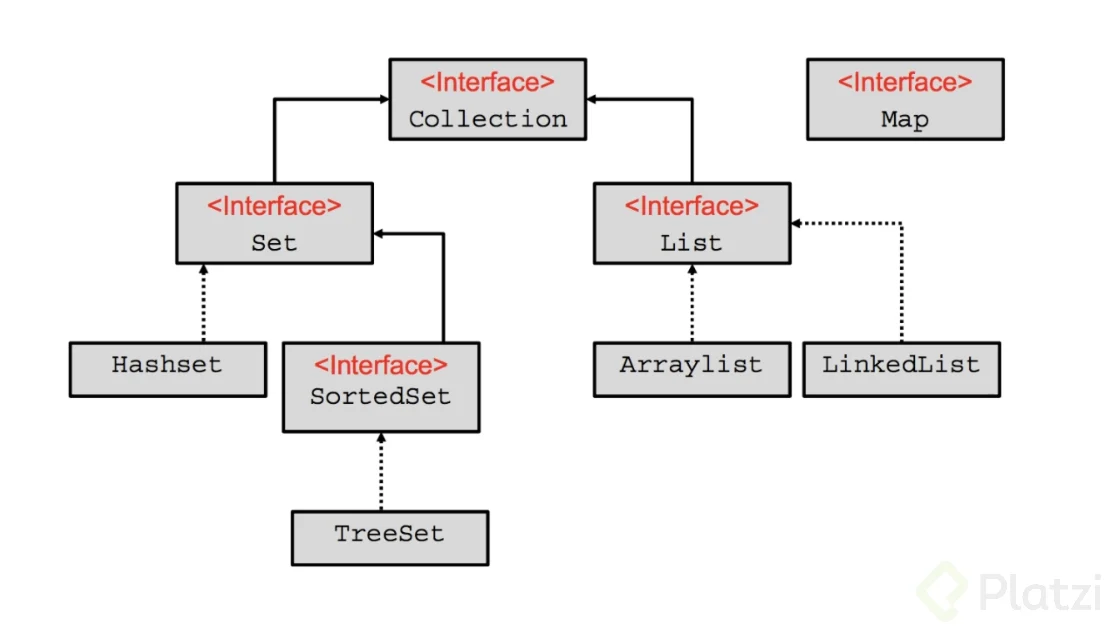 <Interface>
Collection
<Interface>
Map
<Interface>
Set
<Interface>
List
Hashset
<Interface>
SortedSet
Arraylist
LinkedList
TreeSet
Platzi